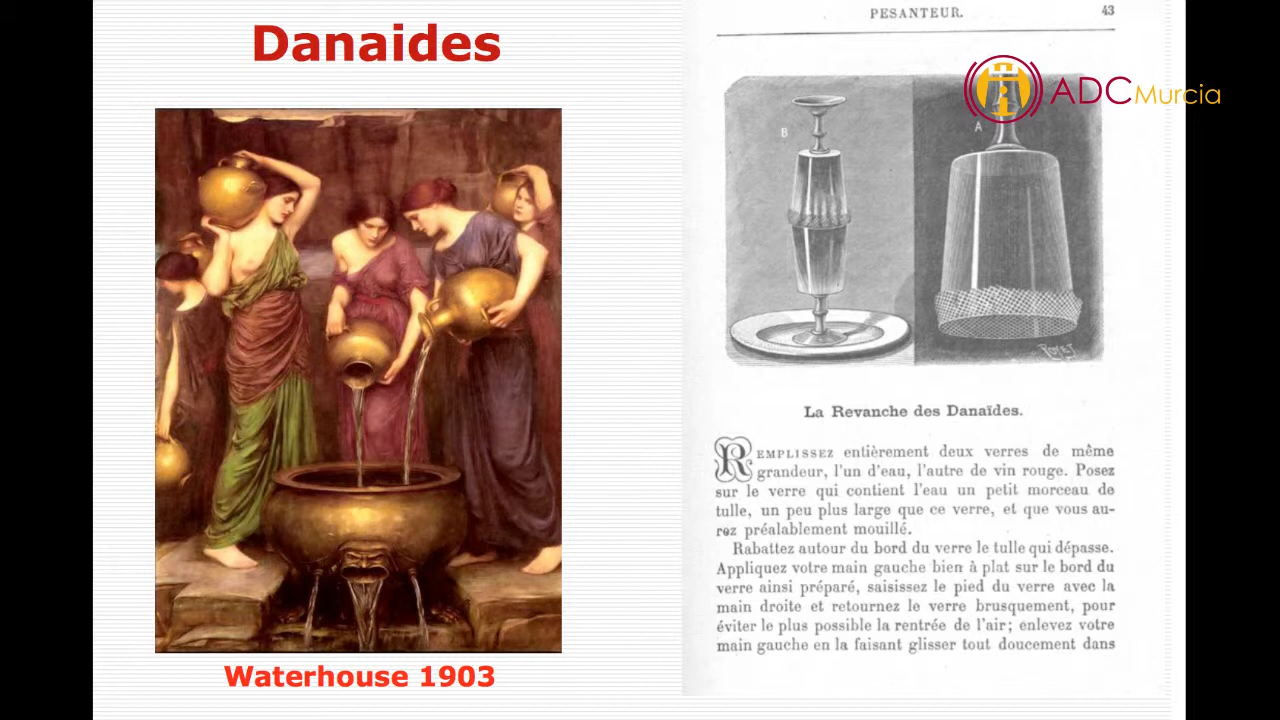 Danaides
Waterhouse 1903
PESANTEUR. 43
ADCMurcia
B
A
POYET
La Revanche des Danaïdes.
REMPLISSEZ entièrement deux verres de même
grandeur, l'un d'eau, l'autre de vin rouge. Posez
sur le verre qui contient l'eau un petit morceau de
tulle, un peu plus large que ce verre, et que vous au-
rez préalablement mouillé.
Rabattez autour du bord du verre le tulle qui dépasse.
Appliquez votre main gauche bien à plat sur le bord du
verre ainsi préparé, saisissez le pied du verre avec la
main droite et retournez le verre brusquement, pour
éviter le plus possible la rentrée de l'air; enlevez votre
main gauche en la faisant glisser tout doucement dans